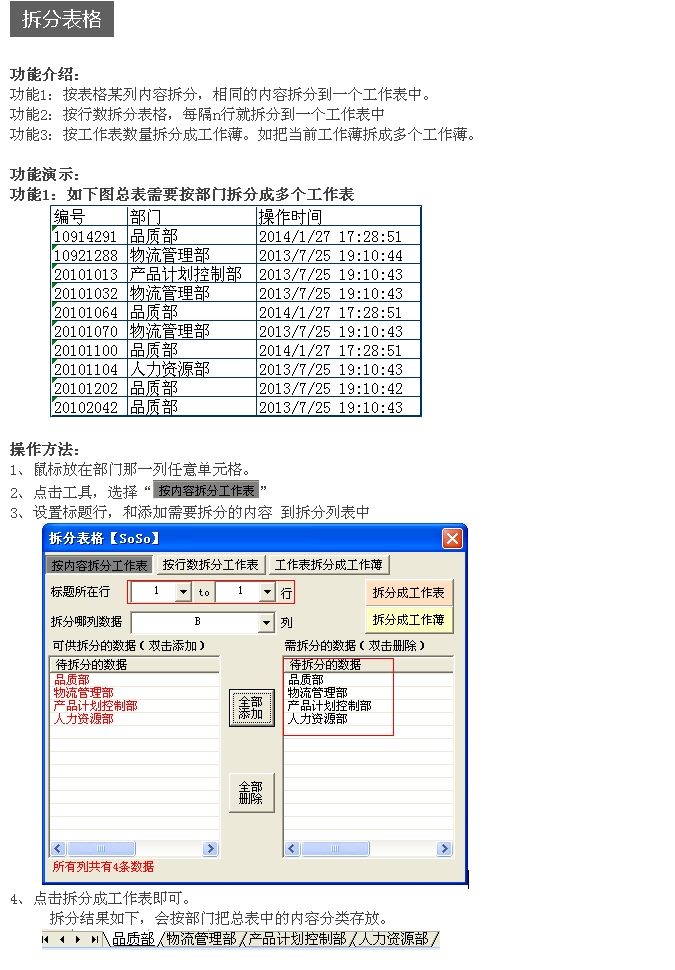 拆分表格
功能介绍：
功能1：按表格某列内容拆分，相同的内容拆分到一个工作表中。
功能2：按行数拆分表格，每隔n行就拆分到一个工作表中
功能3：按工作表数量拆分成工作薄。如把当前工作薄拆成多个工作薄。
功能演示：
功能1：如下图总表需要按部门拆分成多个工作表
编号 部门 操作时间
10914291 品质部 2014/1/27 17:28:51
10921288 物流管理部 2013/7/25 19:10:44
20101013 产品计划控制部 2013/7/25 19:10:43
20101032 物流管理部 2013/7/25 19:10:43
20101064 品质部 2014/1/27 17:28:51
20101070 物流管理部 2013/7/25 19:10:43
20101100 品质部 2014/1/27 17:28:51
20101104 人力资源部 2013/7/25 19:10:43
20101202 品质部 2013/7/25 19:10:42
20102042 品质部 2013/7/25 19:10:43
操作方法：
1、鼠标放在部门那一列任意单元格。
2、点击工具，选择“按内容拆分工作表”
3、设置标题行，和添加需要拆分的内容 到拆分列表中
拆分表格【SoSo】
按内容拆分工作表 按行数拆分工作表 工作表拆分成工作薄
标题所在行 1 to 1 行 拆分成工作表
拆分哪列数据 B 列 拆分成工作薄
可供拆分的数据（双击添加） 需拆分的数据（双击删除）
待拆分的数据 待拆分的数据
品质部 品质部
物流管理部 物流管理部
产品计划控制部 产品计划控制部
人力资源部 人力资源部
全部
添加
全部
删除
所有列共有4条数据
4、点击拆分成工作表即可。
拆分结果如下，会按部门把总表中的内容分类存放。
品质部 物流管理部 产品计划控制部 人力资源部